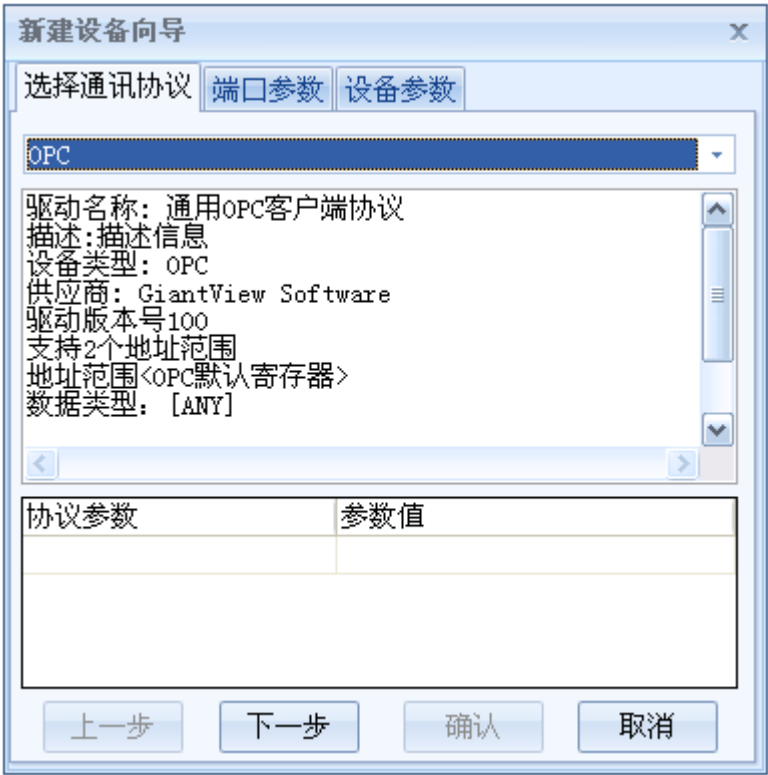 新建设备向导
选择通讯协议 端口参数 设备参数
OPC
驱动名称: 通用OPC客户端协议
描述:描述信息
设备类型: OPC
供应商: GiantView Software
驱动版本号100
支持2个地址范围
地址范围<OPC默认寄存器>
数据类型: [ANY]
协议参数 参数值
上一步 下一步 确认 取消